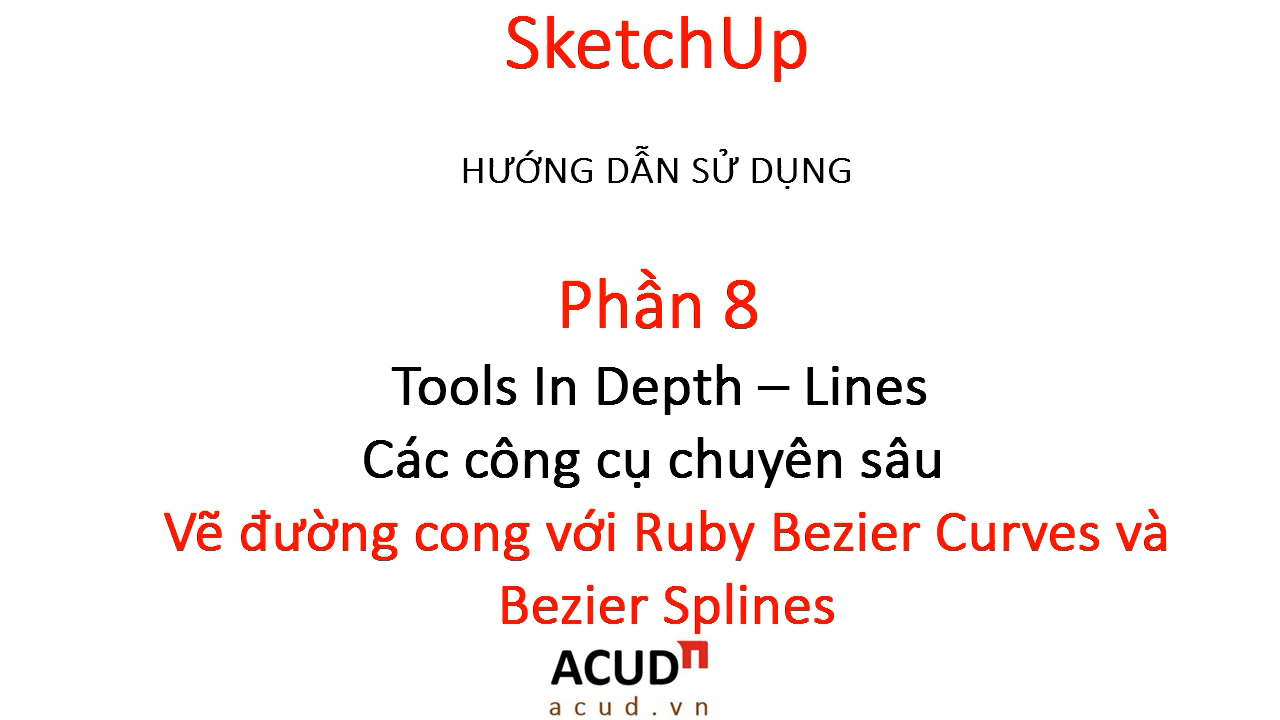 SketchUp
HƯỚNG DẪN SỬ DỤNG
Phần 8
Tools In Depth – Lines
Các công cụ chuyên sâu
Vẽ đường cong với Ruby Bezier Curves và
Bezier Splines
ACUDn
acud.vn